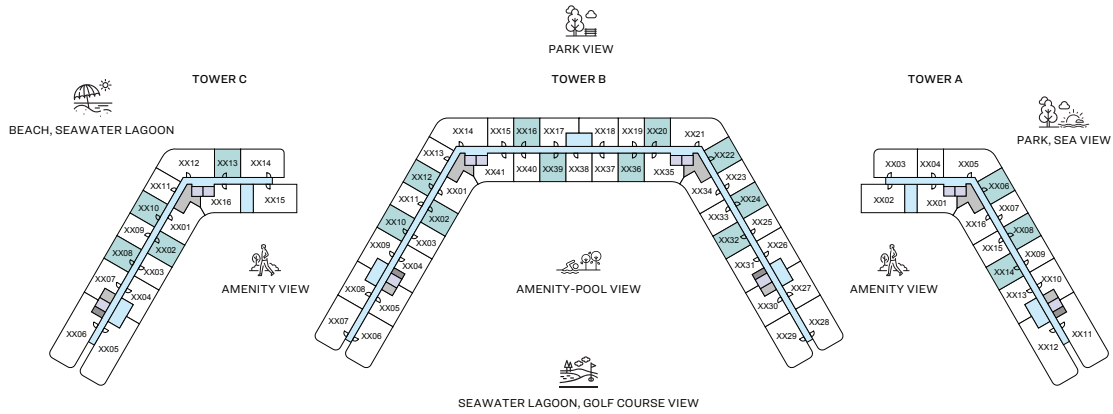 PARK VIEW
TOWER C
TOWER B
TOWER A
BEACH, SEAWATER LAGOON
PARK, SEA VIEW
XX12
XX13
XX14
XX11
XX10
XX09
XX08
XX07
XX06
XX16
XX15
XX01
XX02
XX03
XX04
XX05
XX14
XX15
XX16
XX17
XX18
XX19
XX20
XX21
XX13
XX12
XX11
XX10
XX09
XX08
XX07
XX01
XX41
XX40
XX39
XX38
XX37
XX36
XX35
XX34
XX02
XX03
XX04
XX05
XX06
XX22
XX23
XX24
XX25
XX26
XX27
XX28
XX33
XX32
XX31
XX30
XX29
XX03
XX04
XX05
XX02
XX01
XX06
XX07
XX08
XX09
XX10
XX11
XX16
XX15
XX14
XX13
XX12
AMENITY VIEW
AMENITY-POOL VIEW
AMENITY VIEW
SEAWATER LAGOON, GOLF COURSE VIEW